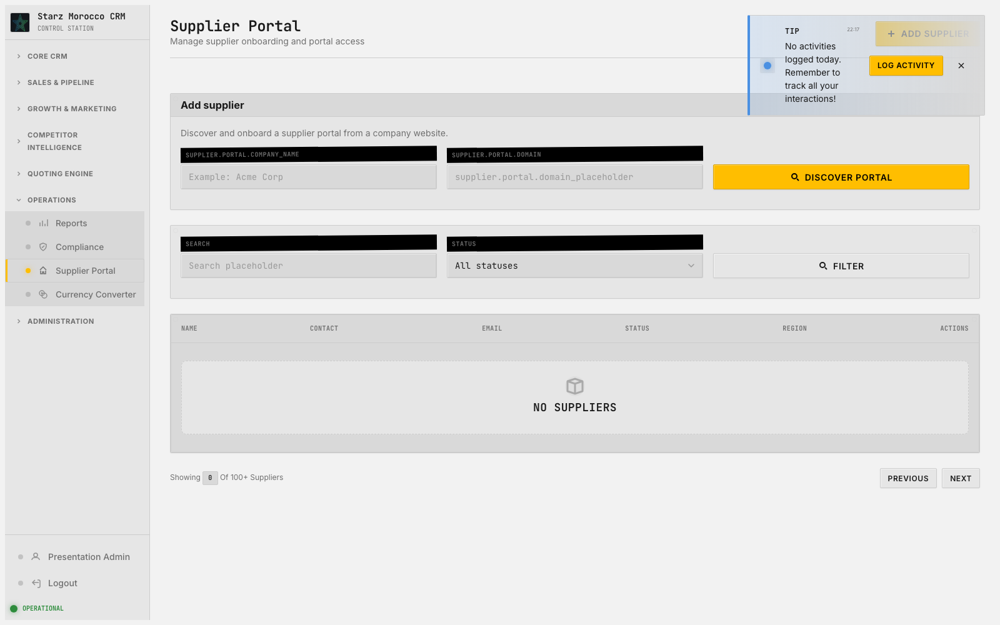 Starz Morocco CRM
CONTROL STATION
CORE CRM
SALES & PIPELINE
GROWTH & MARKETING
COMPETITOR
INTELLIGENCE
QUOTING ENGINE
OPERATIONS
Reports
Compliance
Supplier Portal
Currency Converter
ADMINISTRATION
Presentation Admin
Logout
OPERATIONAL
Supplier Portal
Manage supplier onboarding and portal access
+ ADD SUPPLIER
TIP 22:17
No activities
logged today.
Remember to
track all your
interactions!
LOG ACTIVITY
Add supplier
Discover and onboard a supplier portal from a company website.
SUPPLIER.PORTAL.COMPANY_NAME
Example: Acme Corp
SUPPLIER.PORTAL.DOMAIN
supplier.portal.domain_placeholder
DISCOVER PORTAL
SEARCH
Search placeholder
STATUS
All statuses
FILTER
NAME CONTACT EMAIL STATUS REGION ACTIONS
NO SUPPLIERS
Showing 0 Of 100+ Suppliers
PREVIOUS
NEXT